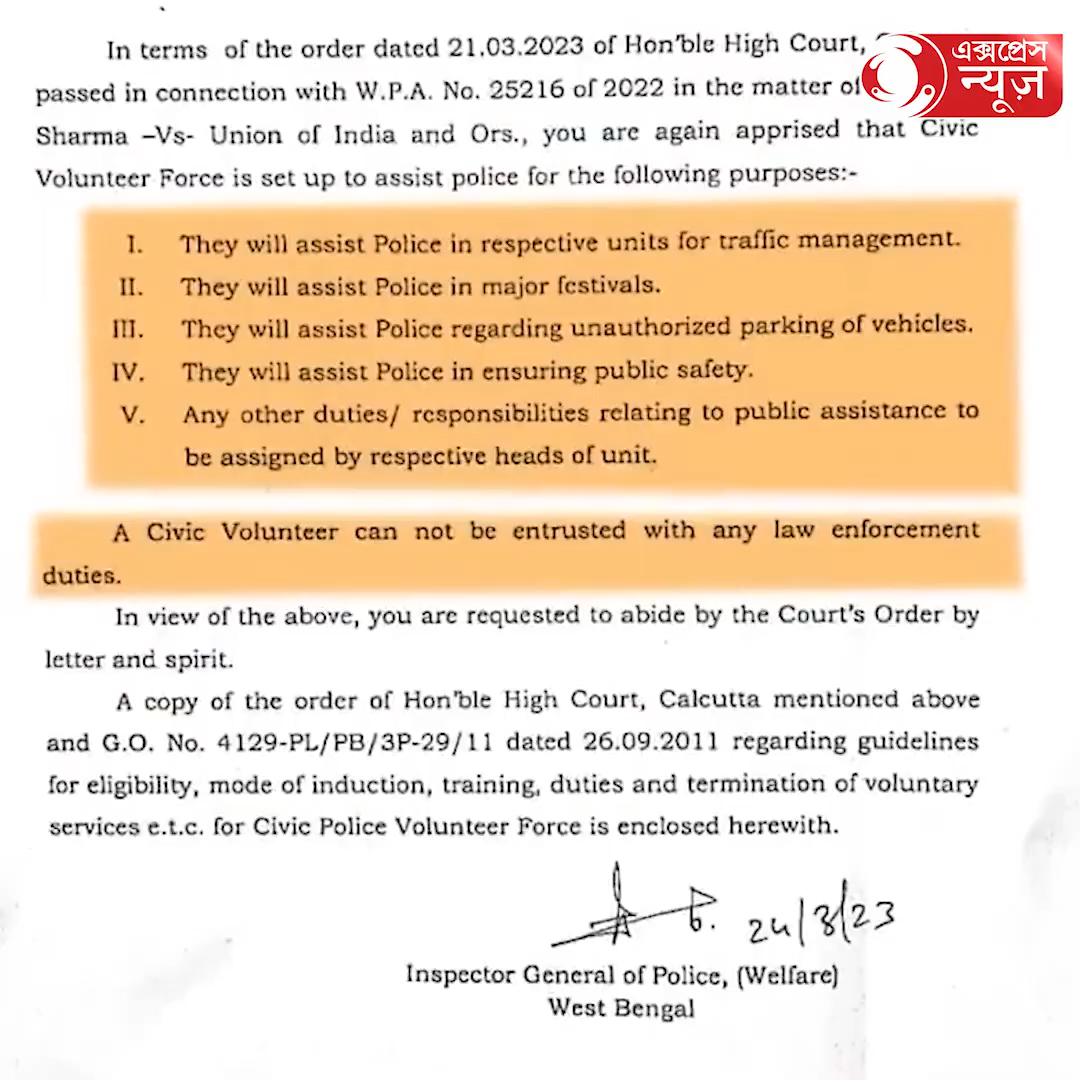 In terms of the order dated 21.03.2023 of Hon'ble High Court,
एक्सप्रेस
न्यूज़
passed in connection with W.P.A. No. 25216 of 2022 in the matter of
Sharma –Vs- Union of India and Ors., you are again apprised that Civic
Volunteer Force is set up to assist police for the following purposes:-
I. They will assist Police in respective units for traffic management.
II. They will assist Police in major festivals.
III. They will assist Police regarding unauthorized parking of vehicles.
IV. They will assist Police in ensuring public safety.
V. Any other duties/ responsibilities relating to public assistance to
be assigned by respective heads of unit.
A Civic Volunteer can not be entrusted with any law enforcement
duties.
In view of the above, you are requested to abide by the Court's Order by
letter and spirit.
A copy of the order of Hon'ble High Court, Calcutta mentioned above
and G.O. No. 4129-PL/PB/3P-29/11 dated 26.09.2011 regarding guidelines
for eligibility, mode of induction, training, duties and termination of voluntary
services e.t.c. for Civic Police Volunteer Force is enclosed herewith.
24/3/23
Inspector General of Police, (Welfare)
West Bengal